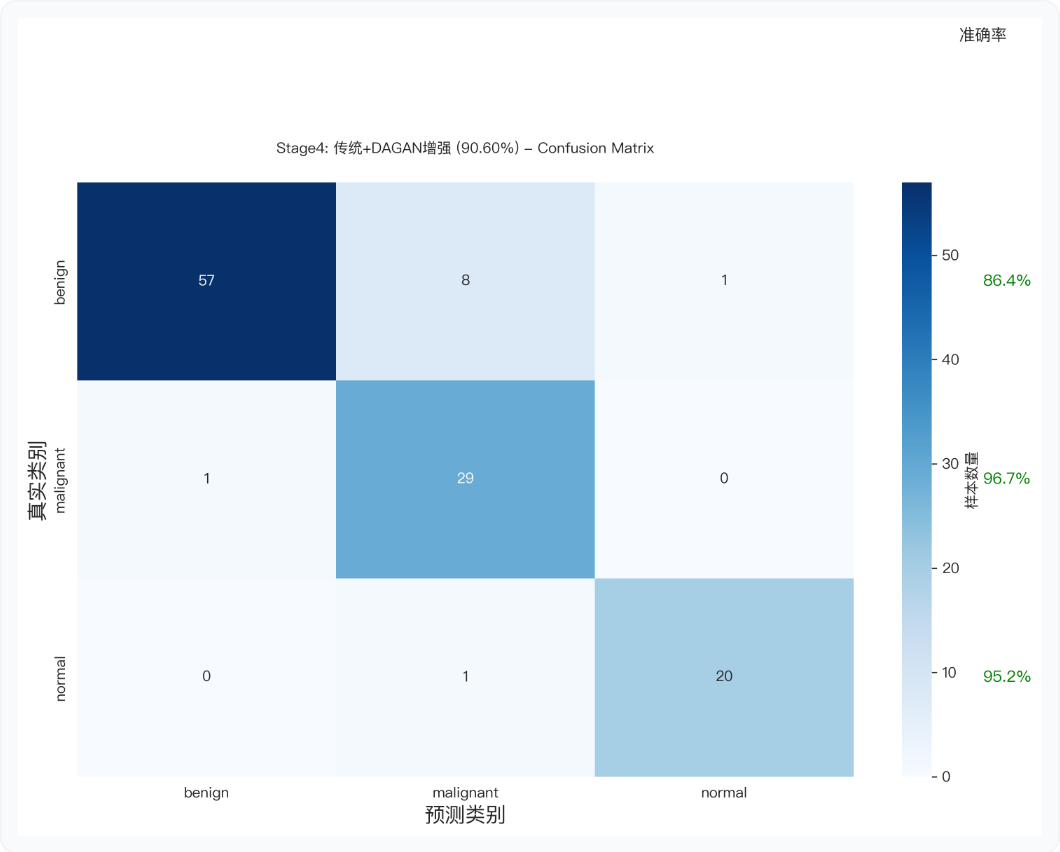 准确率
Stage4: 传统+DAGAN增强 (90.60%) – Confusion Matrix
真实类别
benign
malignant
normal
57
8
1
1
29
0
0
1
20
benign
malignant
normal
预测类别
50
40
30
20
10
0
样本数量
86.4%
96.7%
95.2%